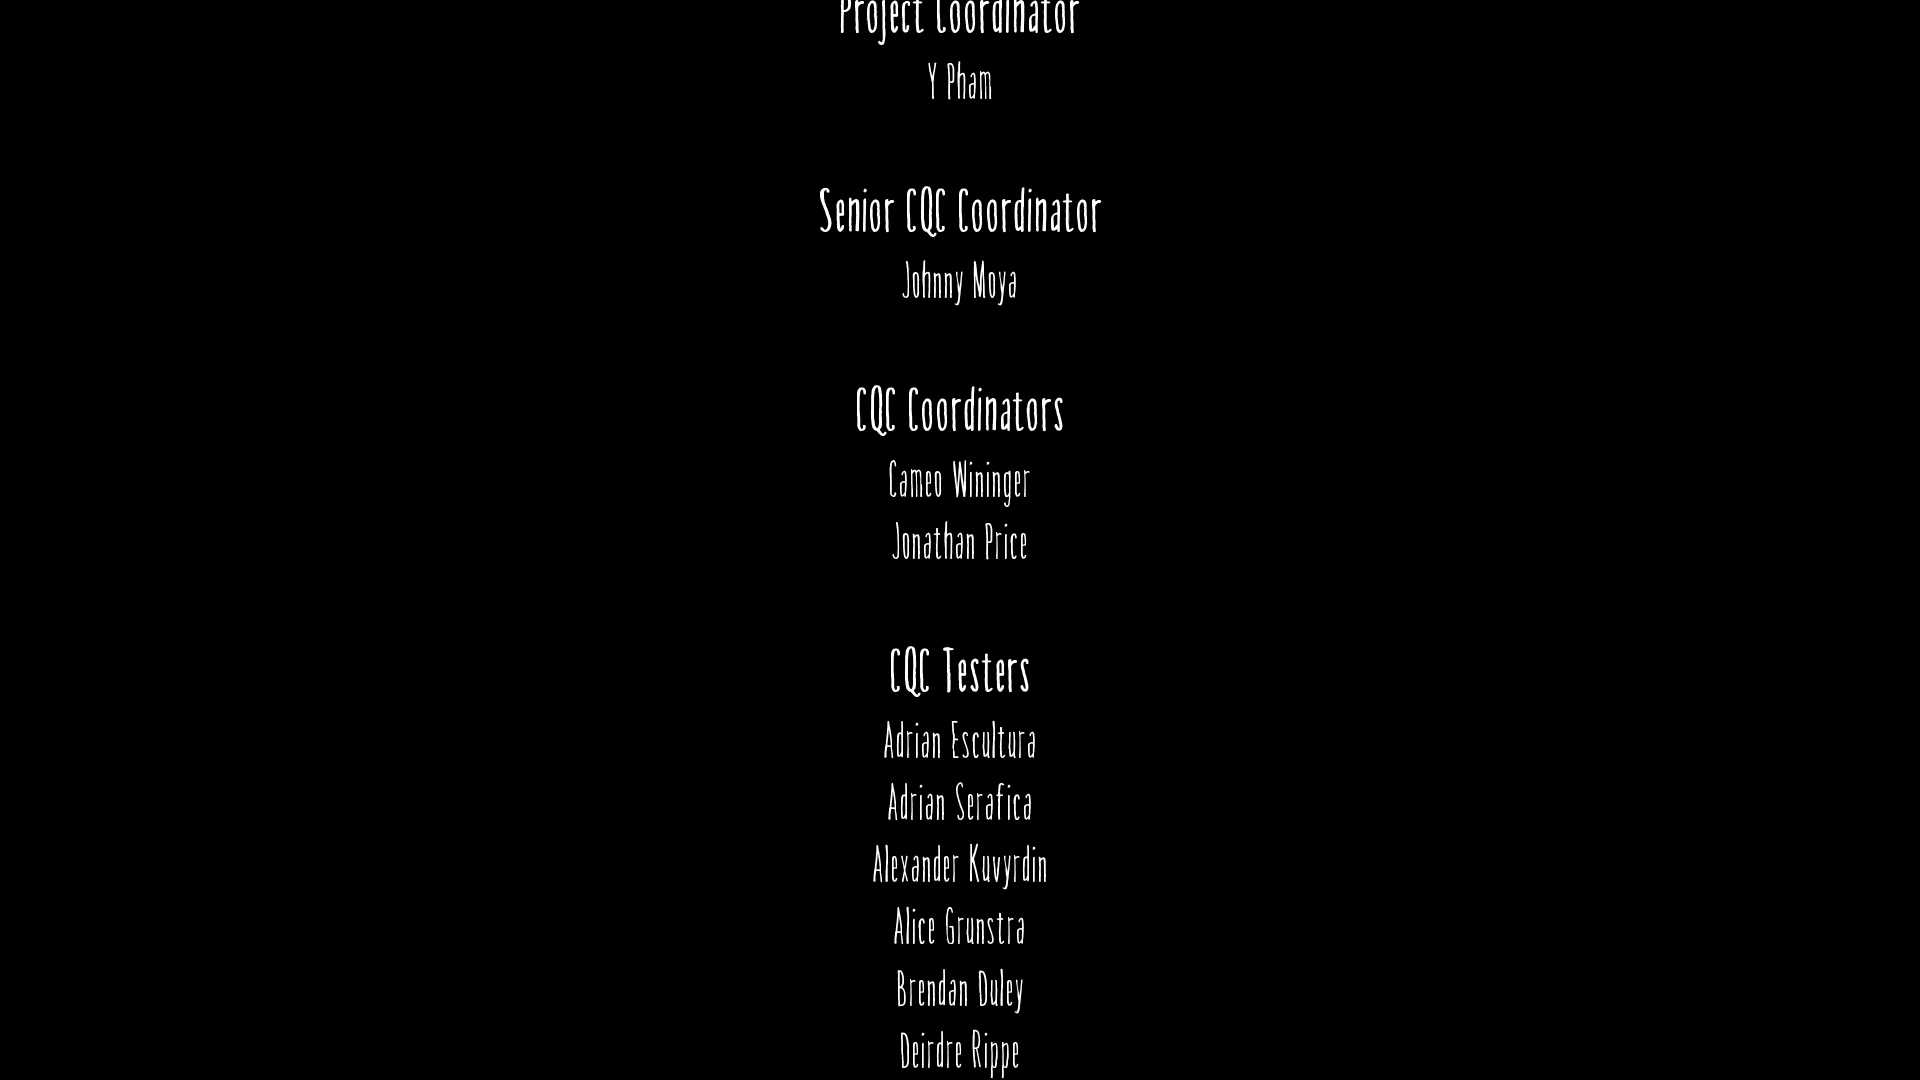 Project Coordinator
Y Pham
Senior CQC Coordinator
Johnny Moya
CQC Coordinators
Cameo Wininger
Jonathan Price
CQC Testers
Adrian Escultura
Adrian Serafica
Alexander Kuvyrdin
Alice Grunstra
Brendan Duley
Deirdre Rippe